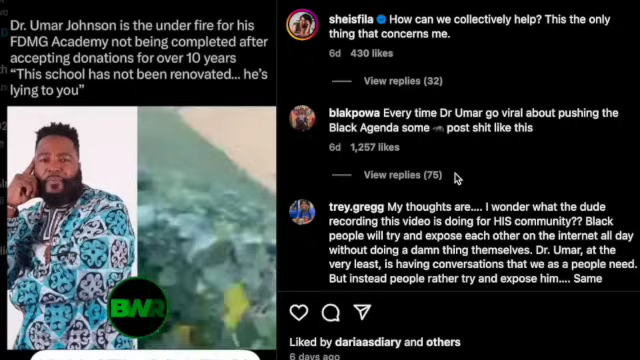 Dr. Umar Johnson is the under fire for his
FDMG Academy not being completed after
accepting donations for over 10 years
“This school has not been renovated... he’s
lying to you”
BWR
sheisfila How can we collectively help? This the only
thing that concerns me.
6d 430 likes
View replies (32)
blakpowa Every time Dr Umar go viral about pushing the
Black Agenda some 🦝 post shit like this
6d 1,257 likes
View replies (75)
trey.gregg My thoughts are.... I wonder what the dude
recording this video is doing for HIS community?? Black
people will try and expose each other on the internet all day
without doing a damn thing themselves. Dr. Umar, at the
very least, is having conversations that we as a people need.
But instead people rather try and expose him.... Same
Liked by dariaasdiary and others
6 days ago